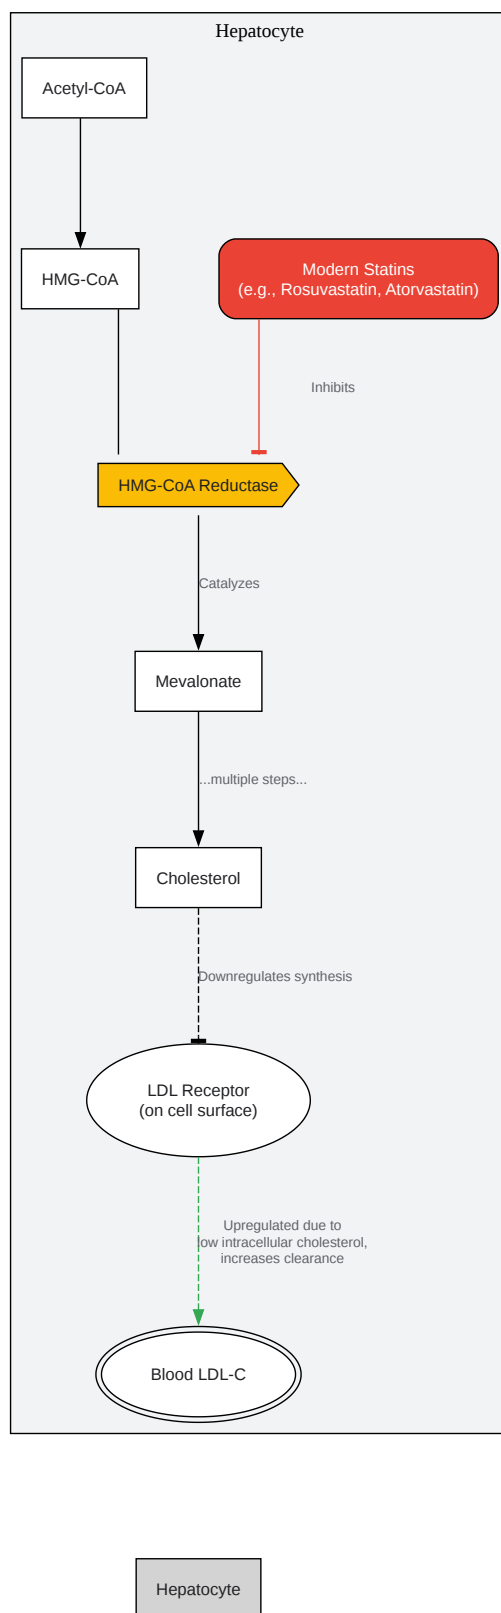 Hepatocyte
Acetyl-CoA
HMG-CoA
Modern Statins
(e.g., Rosuvastatin, Atorvastatin)
Inhibits
HMG-CoA Reductase
Catalyzes
Mevalonate
...multiple steps...
Cholesterol
Downregulates synthesis
LDL Receptor
(on cell surface)
Upregulated due to
low intracellular cholesterol,
increases clearance
Blood LDL-C
Hepatocyte